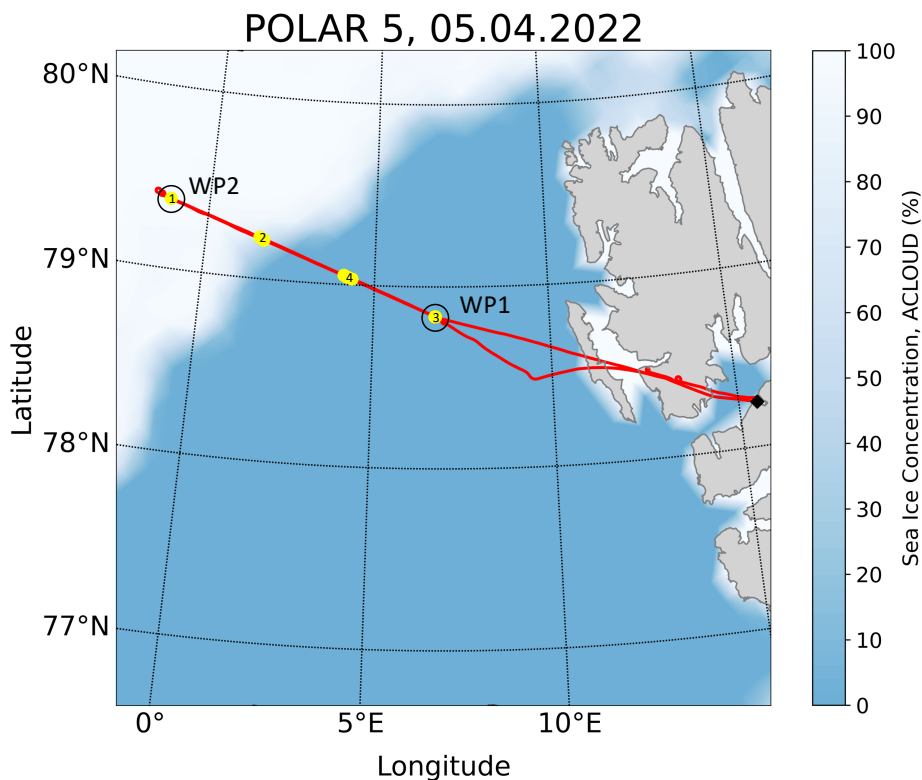 POLAR 5, 05.04.2022
80°N
79°N
78°N
77°N
Latitude
0°
5°E
10°E
Longitude
WP2
1
2
4
3
WP1
100
90
80
70
60
50
40
30
20
10
0
Sea Ice Concentration, ACLOUD (%)